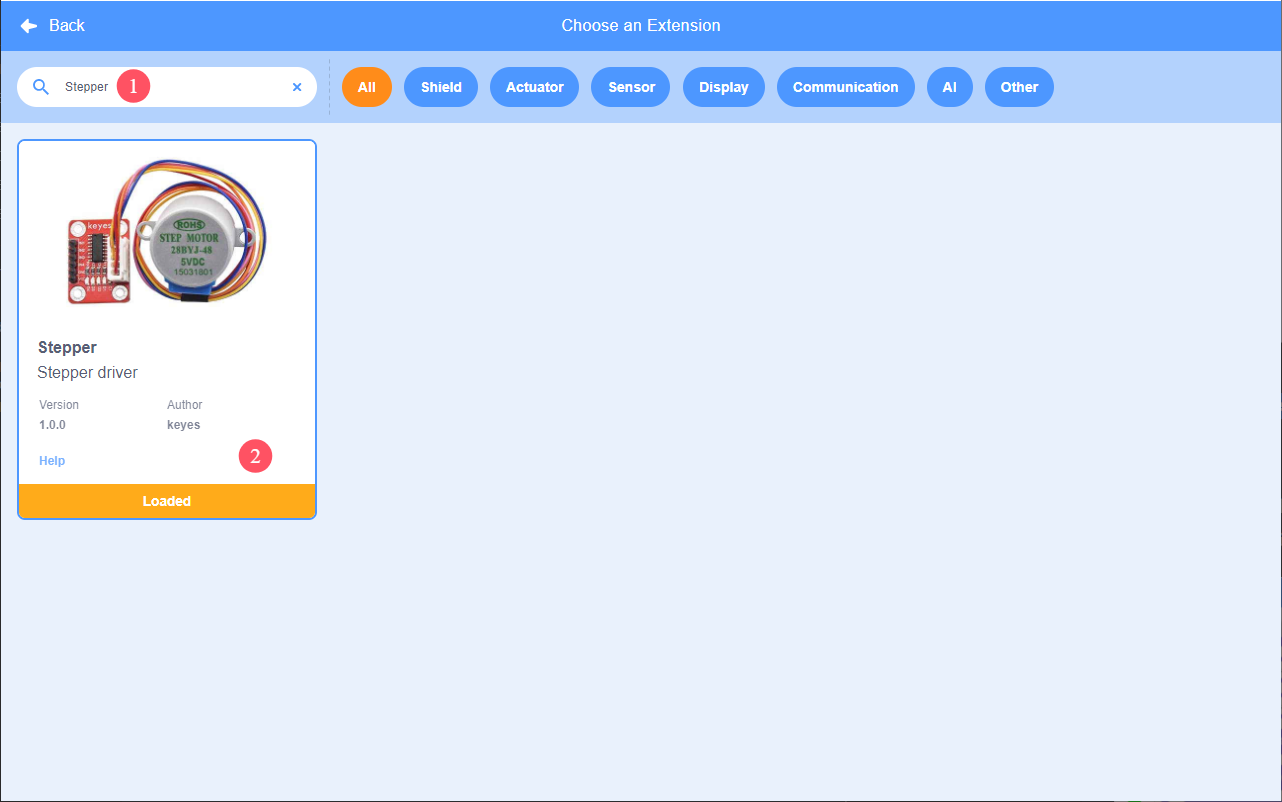 Back
Choose an Extension
Stepper 1
All Shield Actuator Sensor Display Communication AI Other
keyes
ROHS
STEP MOTOR
28BYJ-48
5VDC
15031801
Stepper
Stepper driver
Version Author
1.0.0 keyes
Help 2
Loaded